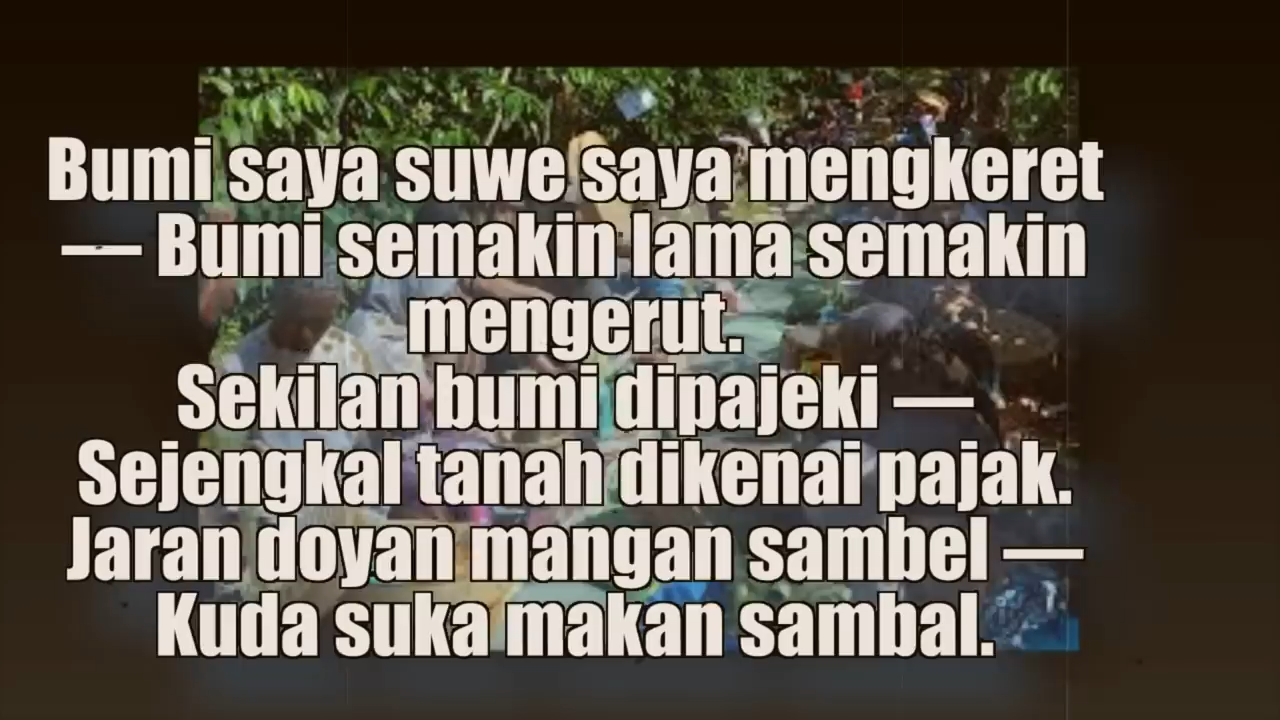 Bumi saya suwe saya mengkeret
— Bumi semakin lama semakin
mengerut.
Sekilan bumi dipajeki —
Sejengkal tanah dikenai pajak.
Jaran doyan mangan sambel —
Kuda suka makan sambal.